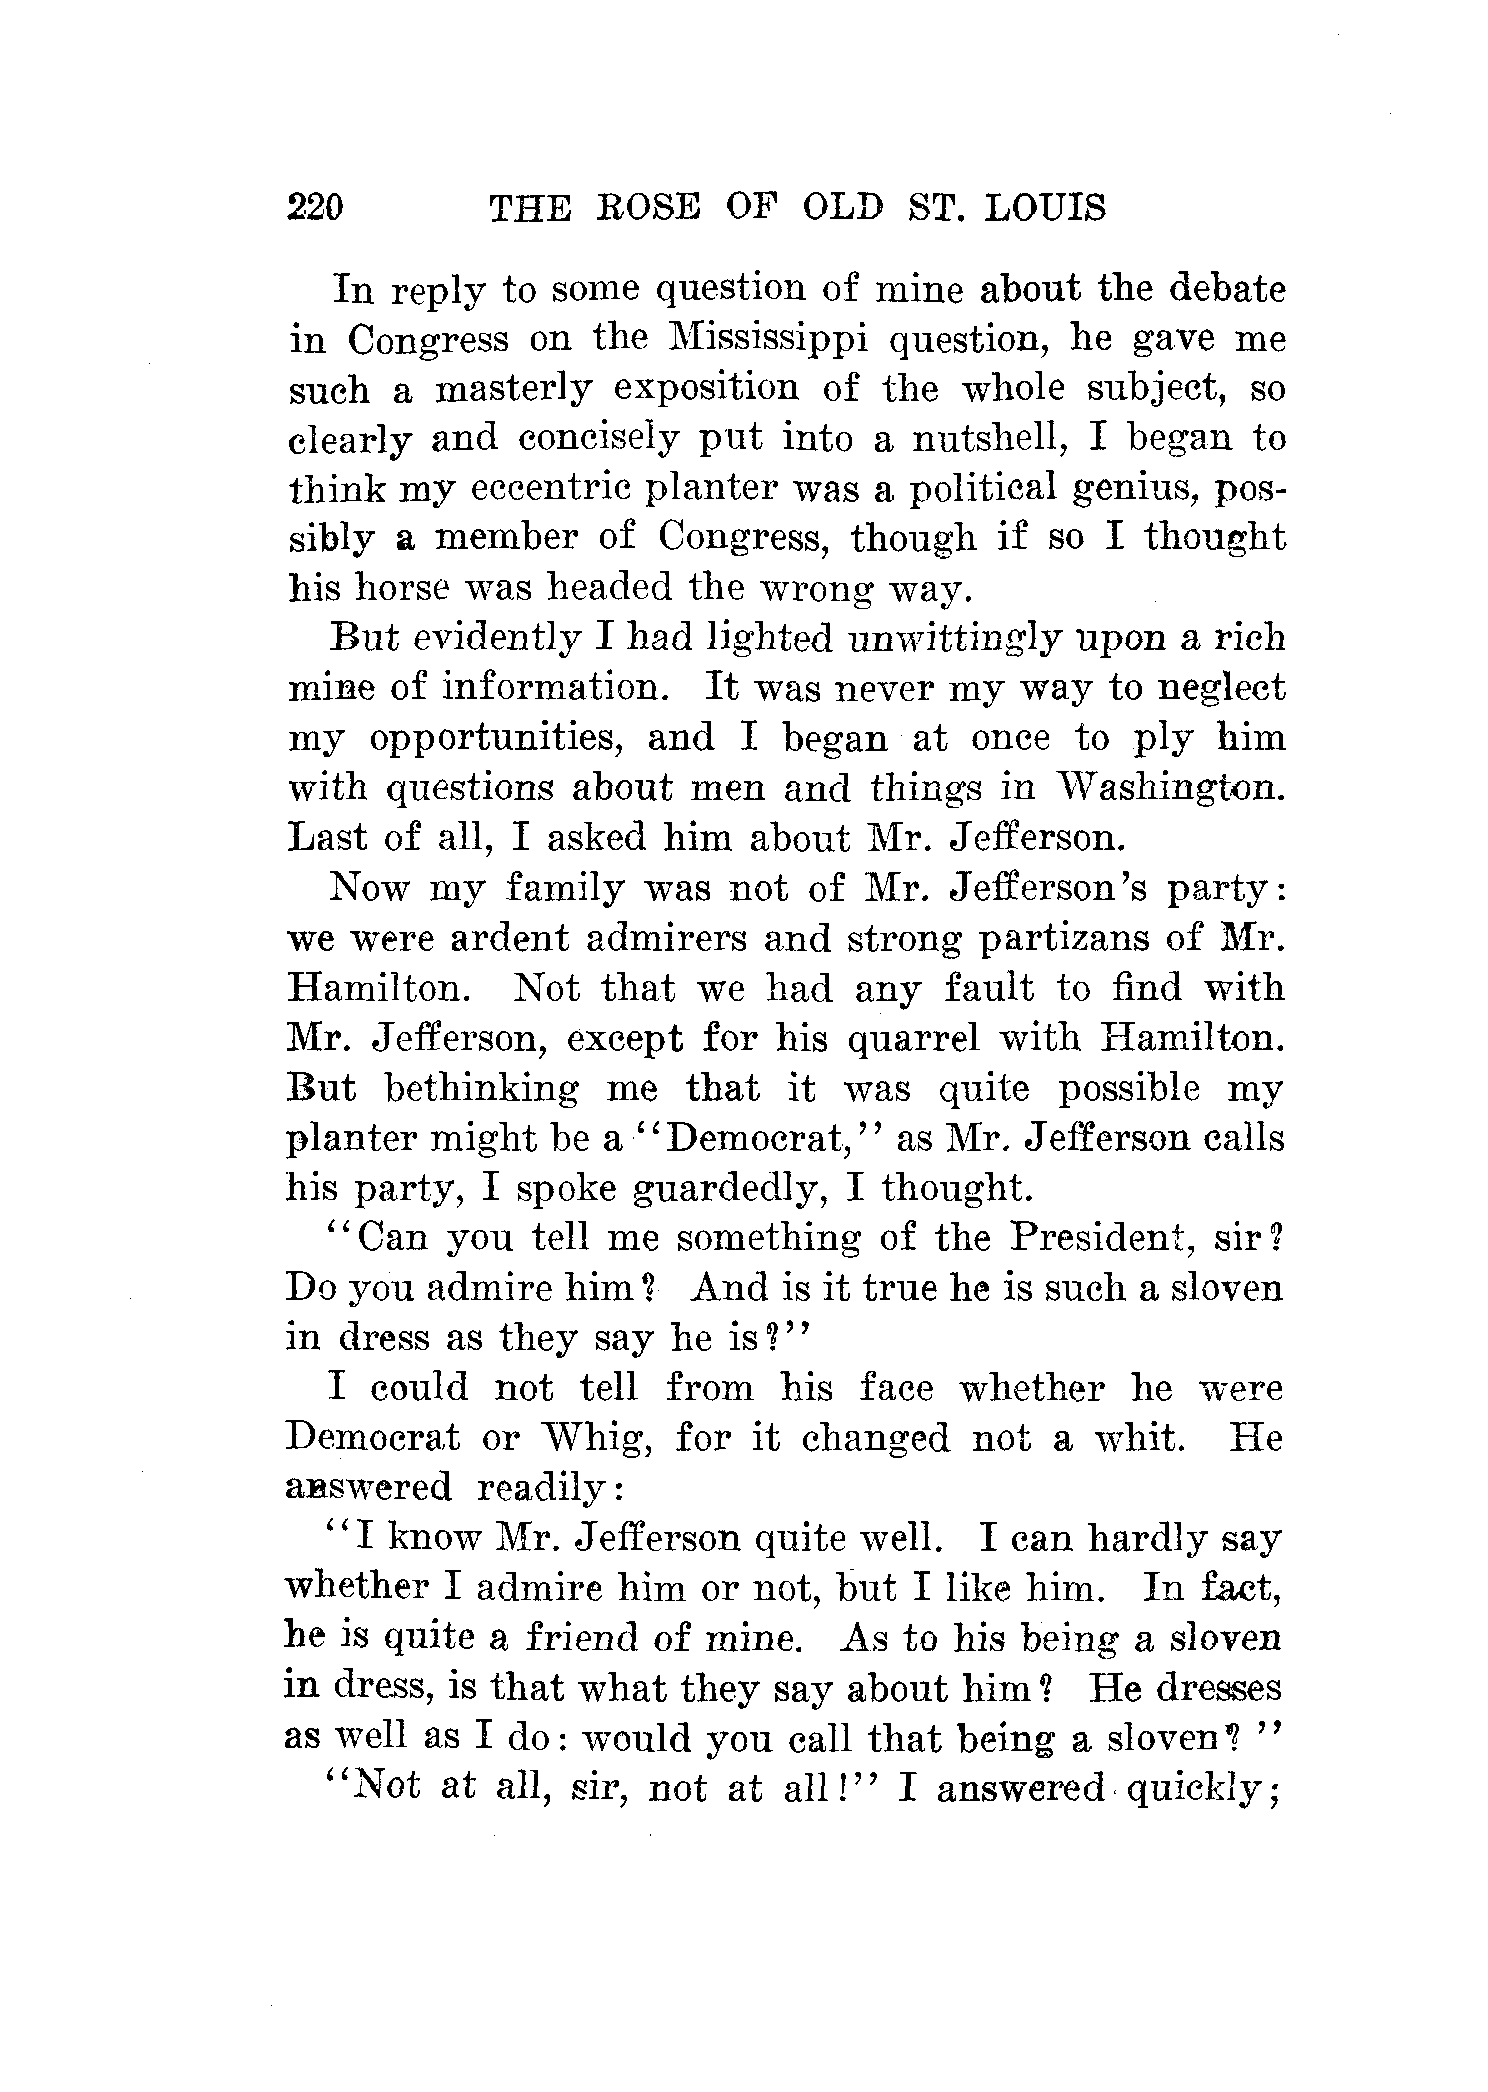 220 THE ROSE OF OLD ST. LOUIS
In reply to some question of mine about the debate
in Congress on the Mississippi question, he gave me
such a masterly exposition of the whole subject, so
clearly and concisely put into a nutshell, I began to
think my eccentric planter was a political genius, pos-
sibly a member of Congress, though if so I thought
his horse was headed the wrong way.
But evidently I had lighted unwittingly upon a rich
mine of information. It was never my way to neglect
my opportunities, and I began at once to ply him
with questions about men and things in Washington.
Last of all, I asked him about Mr. Jefferson.
Now my family was not of Mr. Jefferson's party:
we were ardent admirers and strong partizans of Mr.
Hamilton. Not that we had any fault to find with
Mr. Jefferson, except for his quarrel with Hamilton.
But bethinking me that it was quite possible my
planter might be a "Democrat," as Mr. Jefferson calls
his party, I spoke guardedly, I thought.
"Can you tell me something of the President, sir?
Do you admire him? And is it true he is such a sloven
in dress as they say he is?"
I could not tell from his face whether he were
Democrat or Whig, for it changed not a whit. He
answered readily:
"I know Mr. Jefferson quite well. I can hardly say
whether I admire him or not, but I like him. In fact,
he is quite a friend of mine. As to his being a sloven
in dress, is that what they say about him? He dresses
as well as I do: would you call that being a sloven?"
"Not at all, sir, not at all!" I answered quickly;